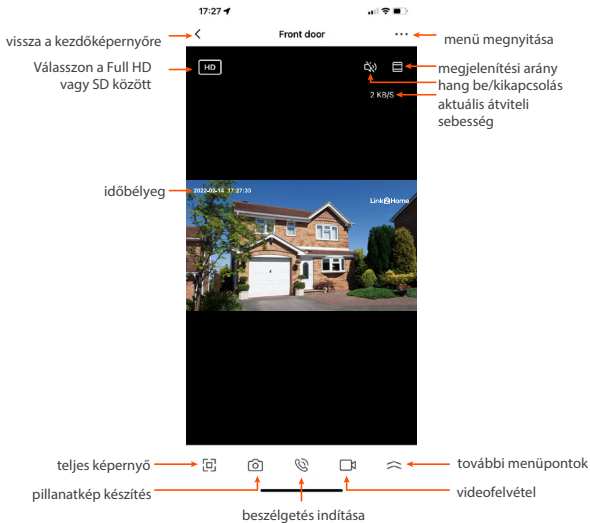 17:27
vissza a kezdőképernyőre
Front door
menü megnyitása
Válasszon a Full HD
vagy SD között
HD
megjelenítési arány
hang be/kikapcsolás
2 KB/S
aktuális átviteli
sebesség
időbélyeg
2022-02-14 17:27:33
Link2Home
teljes képernyő
további menüpontok
pillanatkép készítés
videofelvétel
beszélgetés indítása